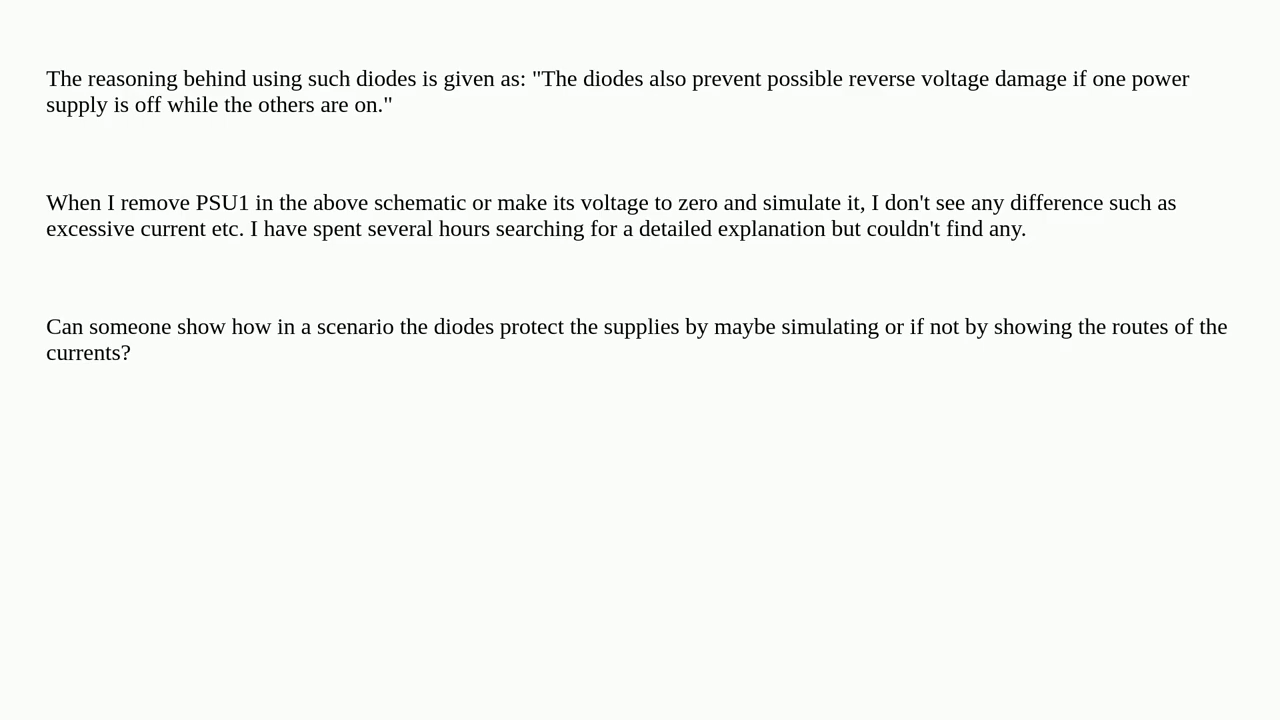 The reasoning behind using such diodes is given as: "The diodes also prevent possible reverse voltage damage if one power
supply is off while the others are on."
When I remove PSU1 in the above schematic or make its voltage to zero and simulate it, I don't see any difference such as
excessive current etc. I have spent several hours searching for a detailed explanation but couldn't find any.
Can someone show how in a scenario the diodes protect the supplies by maybe simulating or if not by showing the routes of the
currents?